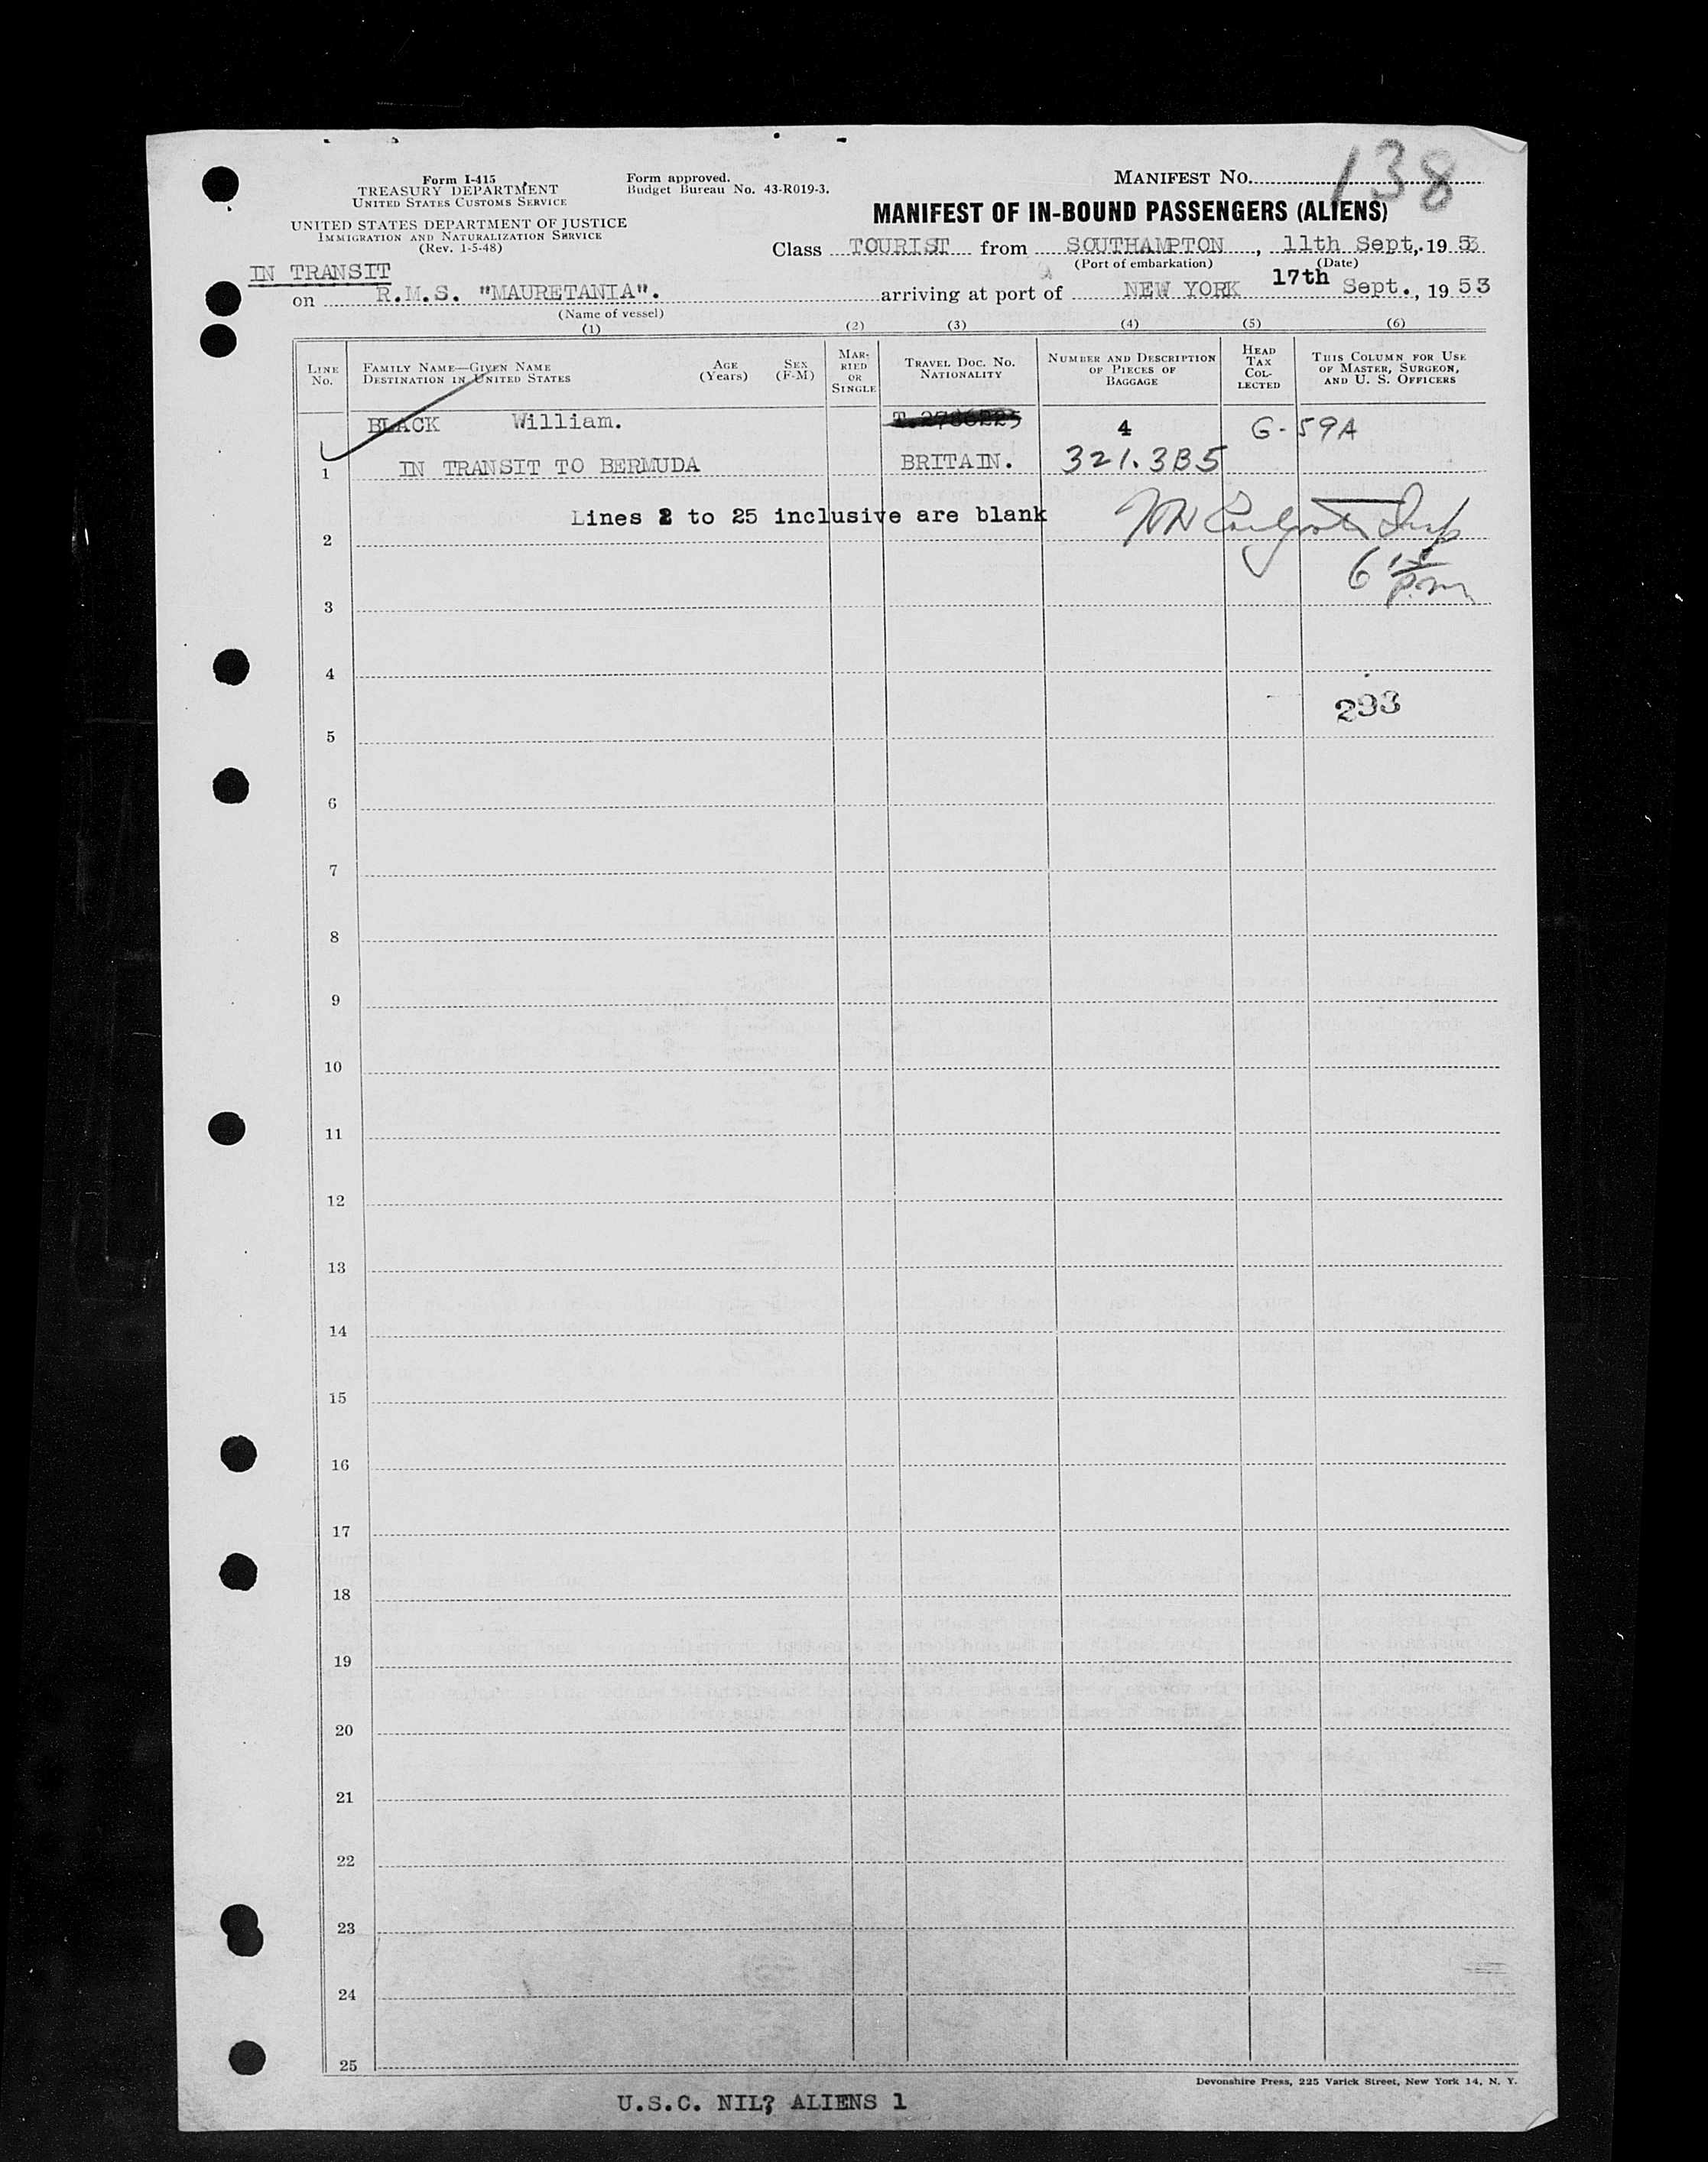 138
Form I-415
TREASURY DEPARTMENT
UNITED STATES CUSTOMS SERVICE
Form approved.
Budget Bureau No. 43-R019-3.
MANIFEST NO.
UNITED STATES DEPARTMENT OF JUSTICE
IMMIGRATION AND NATURALIZATION SERVICE
(Rev. 1-5-48)
MANIFEST OF IN-BOUND PASSENGERS (ALIENS)
Class TOURIST from SOUTHAMPTON, 11th Sept, 1953
(Port of embarkation) (Date)
IN TRANSIT
on R.M.S. "MAURETANIA". arriving at port of NEW YORK 17th Sept., 1953
(Name of vessel)
(1) (2) (3) (4) (5) (6)
LINE No.
FAMILY NAME—GIVEN NAME
DESTINATION IN UNITED STATES
AGE (Years)
SEX (F-M)
MARRIED OR SINGLE
TRAVEL DOC. NO. NATIONALITY
NUMBER AND DESCRIPTION OF PIECES OF BAGGAGE
HEAD TAX COLLECTED
THIS COLUMN FOR USE OF MASTER, SURGEON, AND U. S. OFFICERS
BLACK William. 4 G-59A
1 IN TRANSIT TO BERMUDA BRITAIN. 321.3B5
Lines 2 to 25 inclusive are blank
2
6 15 p.m
3
4
293
5
6
7
8
9
10
11
12
13
14
15
16
17
18
19
20
21
22
23
24
25
Devonshire Press, 225 Varick Street, New York 14, N. Y.
U.S.C. NIL? ALIENS 1